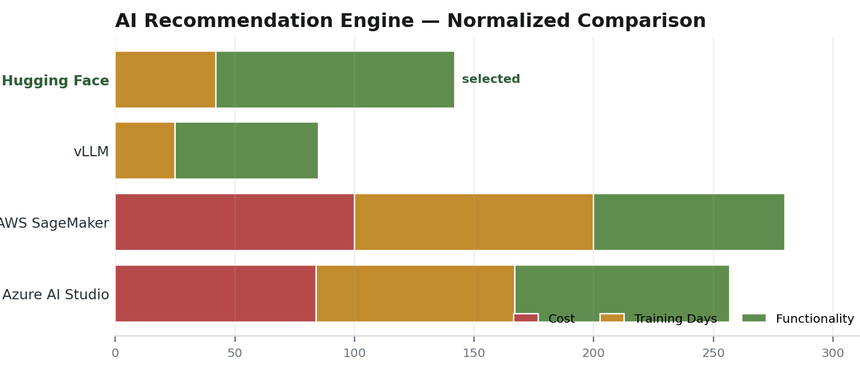 AI Recommendation Engine — Normalized Comparison
Hugging Face
selected
vLLM
AWS SageMaker
Azure AI Studio
Cost
Training Days
Functionality
0 50 100 150 200 250 300